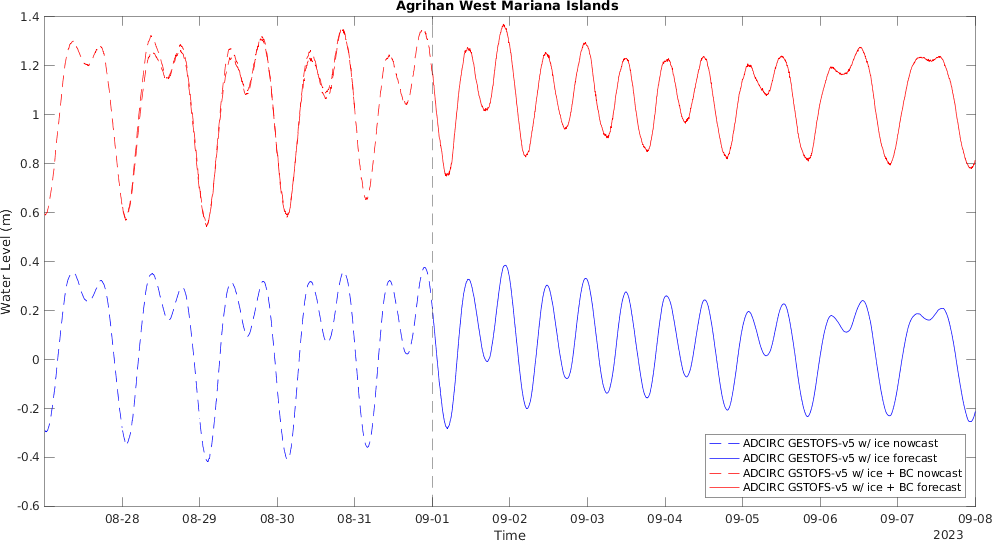 Agrihan West Mariana Islands
Water Level (m)
1.4
1.2
1
0.8
0.6
0.4
0.2
0
-0.2
-0.4
-0.6
08-28 08-29 08-30 08-31 09-01 09-02 09-03 09-04 09-05 09-06 09-07 09-08
Time
2023
ADCIRC GESTOFS-v5 w/ ice nowcast
ADCIRC GESTOFS-v5 w/ ice forecast
ADCIRC GSTOFS-v5 w/ ice + BC nowcast
ADCIRC GSTOFS-v5 w/ ice + BC forecast